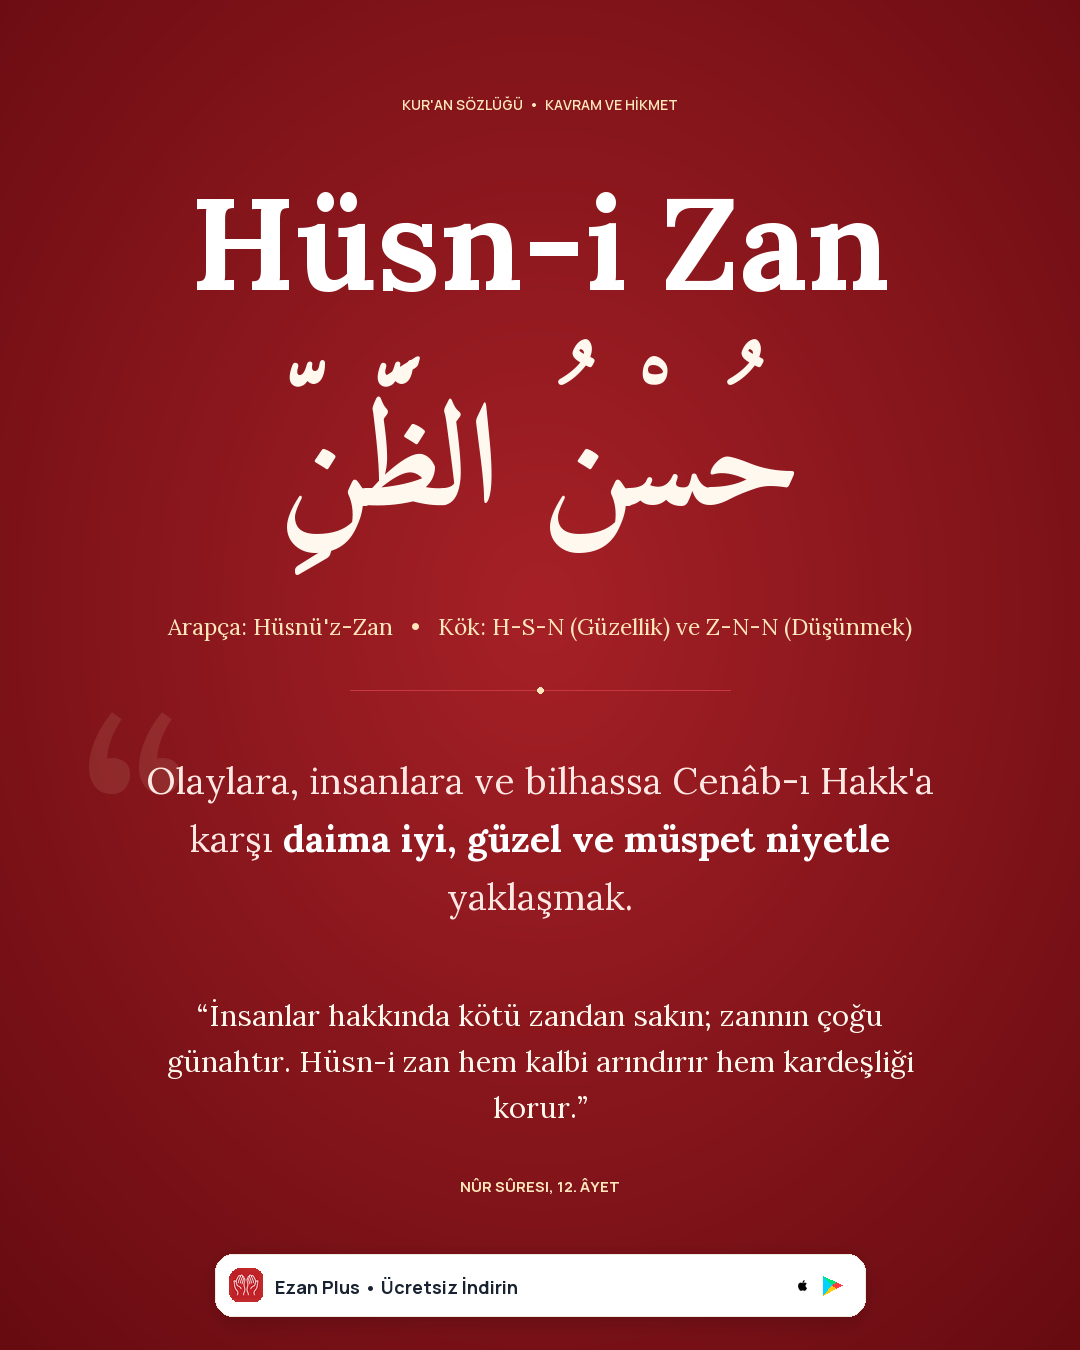 KUR'AN SÖZLÜĞÜ • KAVRAM VE HİKMET
Hüsn-i Zan
حُسْنُ الظَّنِّ
Arapça: Hüsnü'z-Zan • Kök: H-S-N (Güzellik) ve Z-N-N (Düşünmek)
“
Olaylara, insanlara ve bilhassa Cenâb-ı Hakk'a
karşı daima iyi, güzel ve müspet niyetle
yaklaşmak.
“İnsanlar hakkında kötü zandan sakın; zannın çoğu
günahtır. Hüsn-i zan hem kalbi arındırır hem kardeşliği
korur.”
NÛR SÛRESI, 12. ÂYET
Ezan Plus • Ücretsiz İndirin